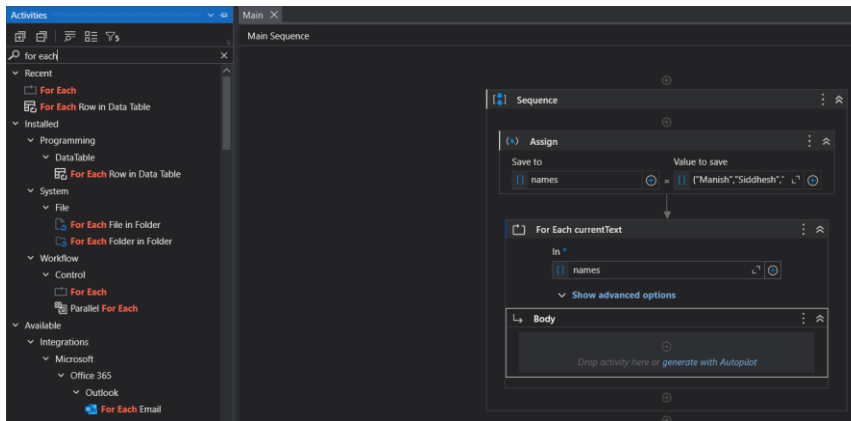 Activities
for each
Recent
For Each
For Each Row in Data Table
Installed
Programming
DataTable
For Each Row in Data Table
System
File
For Each File in Folder
For Each Folder in Folder
Workflow
Control
For Each
Parallel For Each
Available
Integrations
Microsoft
Office 365
Outlook
For Each Email
Main
Main Sequence
Sequence
Assign
Save to Value to save
names = {"Manish","Siddhesh","
For Each currentText
In *
names
Show advanced options
Body
Drop activity here or generate with Autopilot